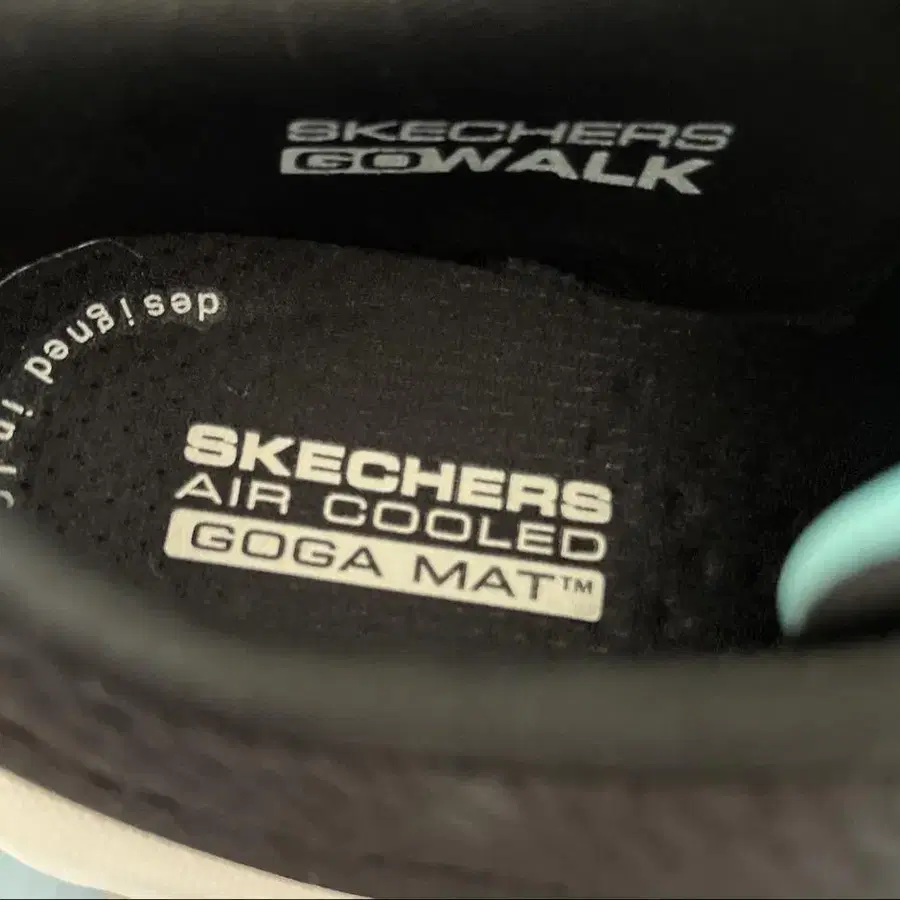 SKECHERS
GOWALK
designed in
SKECHERS
AIR COOLED
GOGA MAT™